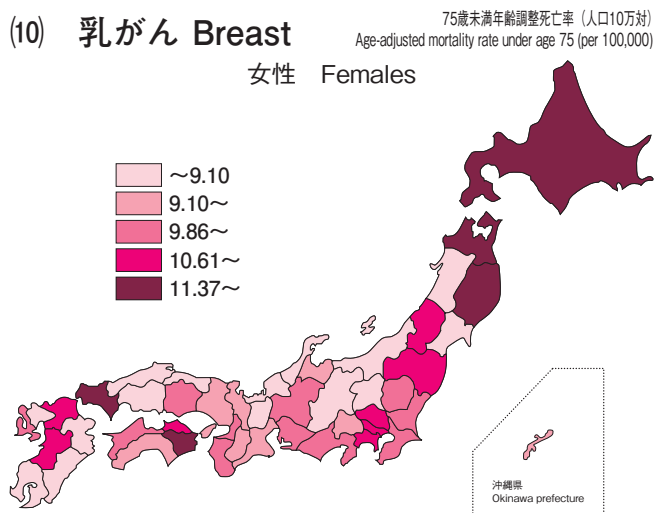 ⑽ 乳がん Breast
75歳未満年齢調整死亡率（人口10万対）
Age-adjusted mortality rate under age 75 (per 100,000)
女性 Females
～9.10
9.10～
9.86～
10.61～
11.37～
沖縄県
Okinawa prefecture